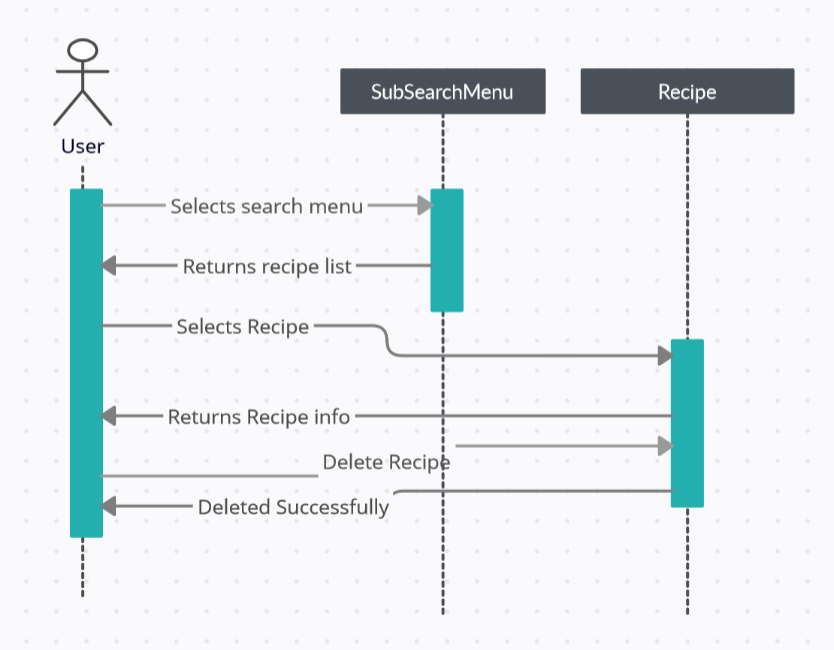 SubSearchMenu
Recipe
User
Selects search menu
Returns recipe list
Selects Recipe
Returns Recipe info
Delete Recipe
Deleted Successfully